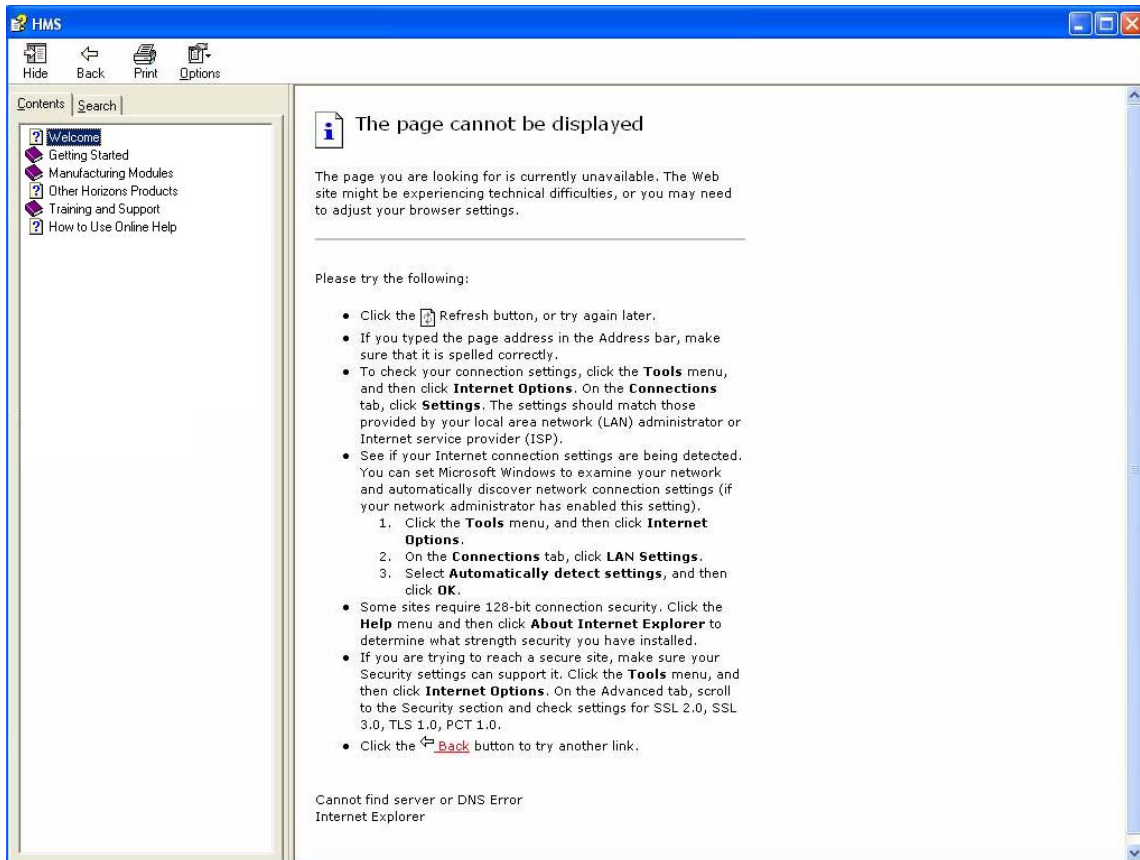 HMS
Hide Back Print Options
Contents Search
Welcome
Getting Started
Manufacturing Modules
Other Horizons Products
Training and Support
How to Use Online Help
The page cannot be displayed
The page you are looking for is currently unavailable. The Web
site might be experiencing technical difficulties, or you may need
to adjust your browser settings.
Please try the following:
• Click the Refresh button, or try again later.
• If you typed the page address in the Address bar, make
sure that it is spelled correctly.
• To check your connection settings, click the Tools menu,
and then click Internet Options. On the Connections
tab, click Settings. The settings should match those
provided by your local area network (LAN) administrator or
Internet service provider (ISP).
• See if your Internet connection settings are being detected.
You can set Microsoft Windows to examine your network
and automatically discover network connection settings (if
your network administrator has enabled this setting).
1. Click the Tools menu, and then click Internet
Options.
2. On the Connections tab, click LAN Settings.
3. Select Automatically detect settings, and then
click OK.
• Some sites require 128-bit connection security. Click the
Help menu and then click About Internet Explorer to
determine what strength security you have installed.
• If you are trying to reach a secure site, make sure your
Security settings can support it. Click the Tools menu, and
then click Internet Options. On the Advanced tab, scroll
to the Security section and check settings for SSL 2.0, SSL
3.0, TLS 1.0, PCT 1.0.
• Click the Back button to try another link.
Cannot find server or DNS Error
Internet Explorer